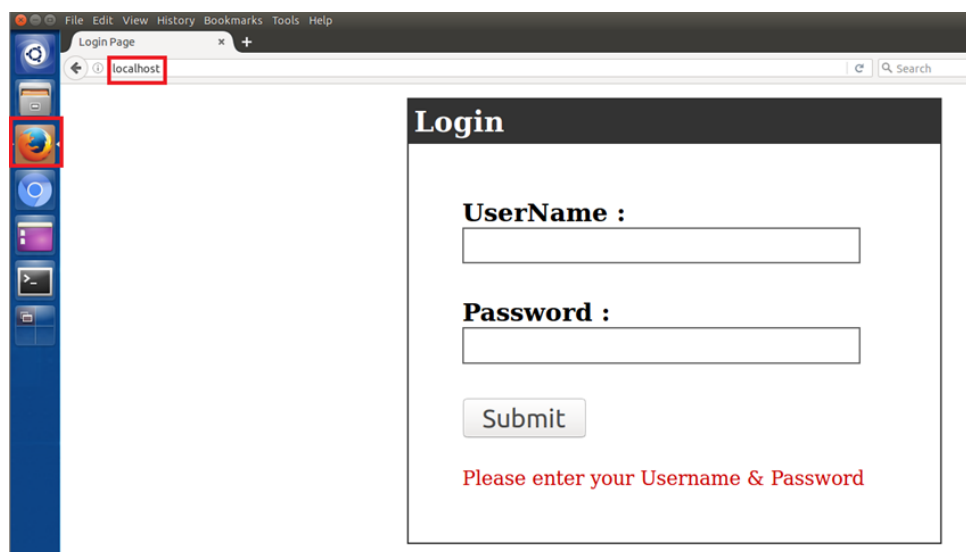 File Edit View History Bookmarks Tools Help
Login Page × +
localhost Search
Login
UserName :
Password :
Submit
Please enter your Username & Password